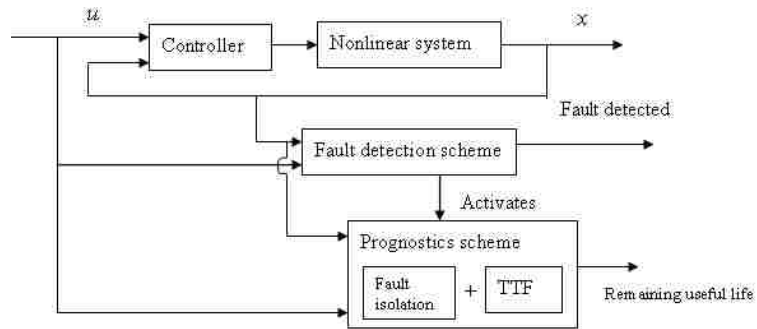 u
x
Controller
Nonlinear system
Fault detected
Fault detection scheme
Activates
Prognostics scheme
Fault
isolation
+
TTF
Remaining useful life